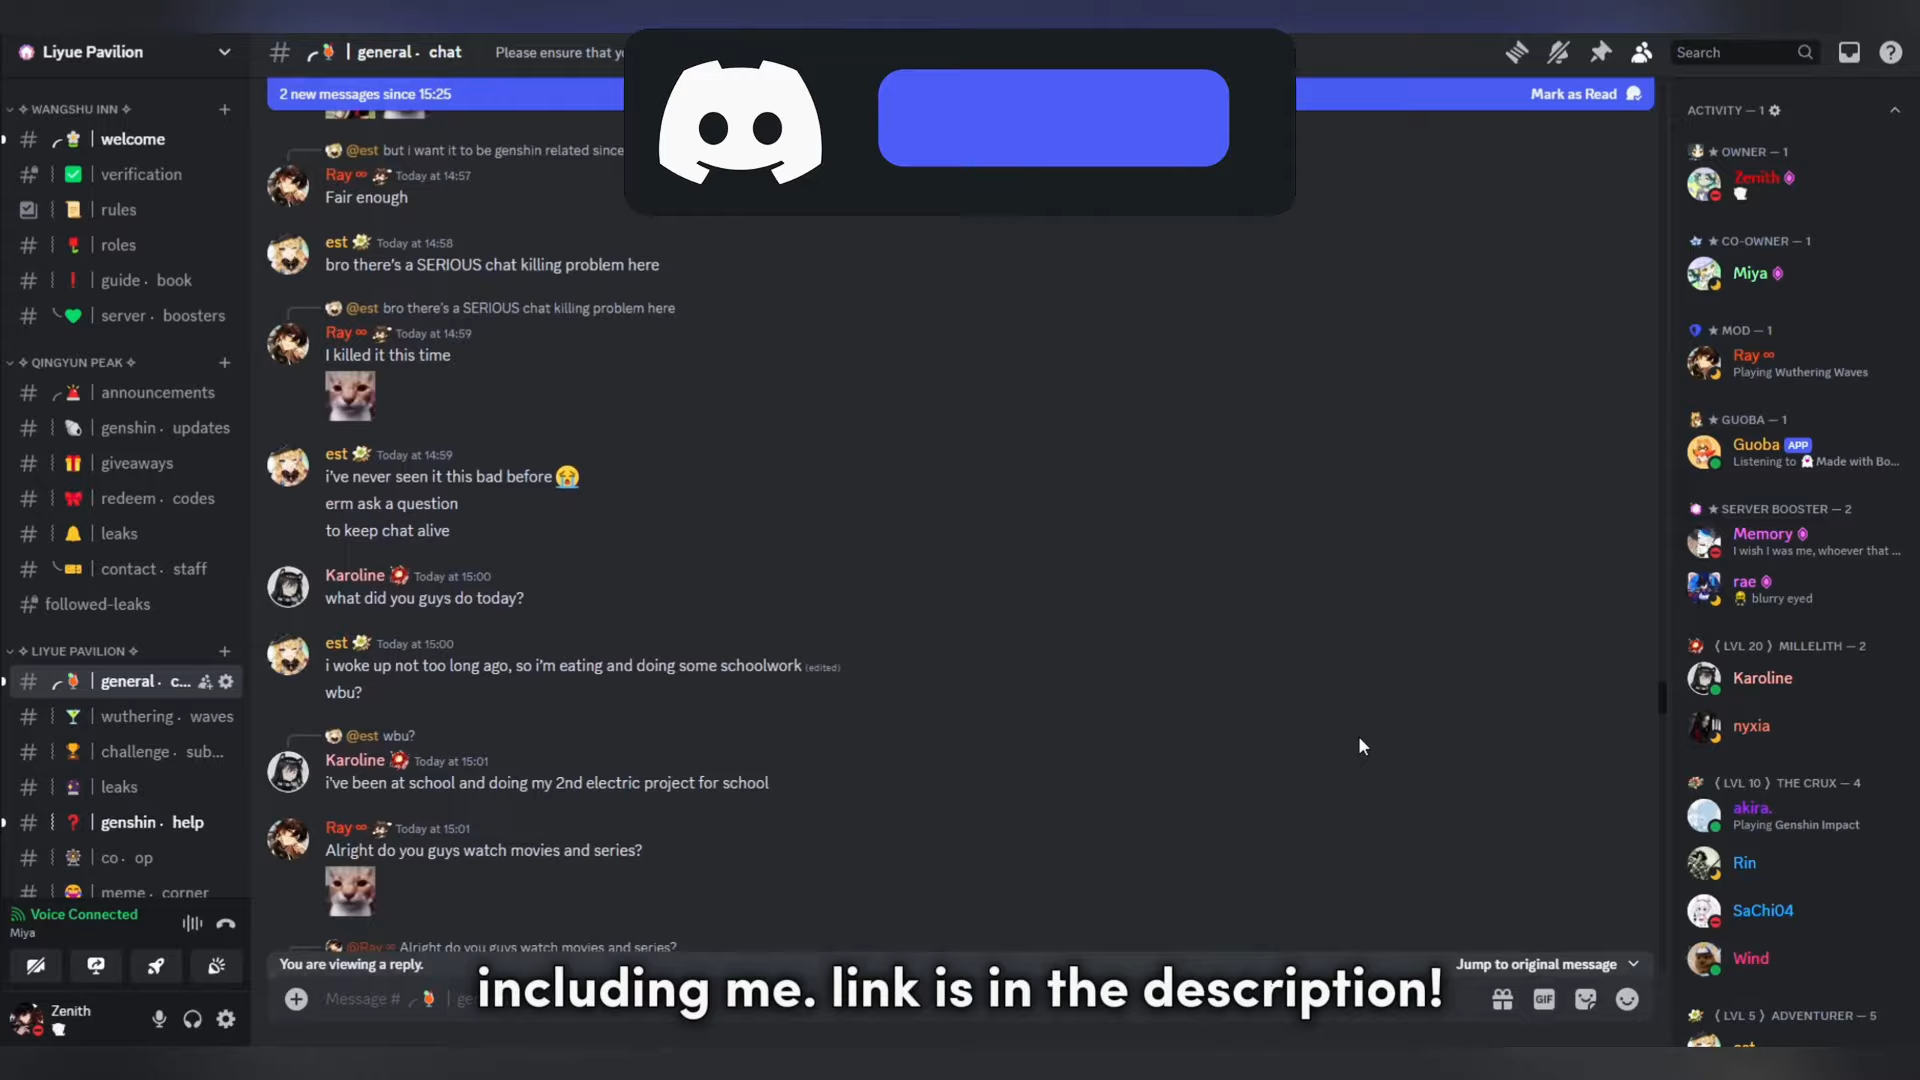 Liyue Pavilion
WANGSHU INN
welcome
verification
rules
roles
guide · book
server · boosters
QINGYUN PEAK
announcements
genshin · updates
giveaways
redeem · codes
leaks
contact · staff
followed-leaks
LIYUE PAVILION
general · c...
wuthering · waves
challenge · sub...
leaks
genshin · help
co · op
meme · corner
Voice Connected
Miya
Zenith
# | general · chat
Please ensure that
Search
2 new messages since 15:25
Mark as Read
@est but i want it to be genshin related since
Ray ∞ Today at 14:57
Fair enough
est Today at 14:58
bro there's a SERIOUS chat killing problem here
@est bro there's a SERIOUS chat killing problem here
Ray ∞ Today at 14:59
I killed it this time
est Today at 14:59
i've never seen it this bad before 😭
erm ask a question
to keep chat alive
Karoline Today at 15:00
what did you guys do today?
est Today at 15:00
i woke up not too long ago, so i'm eating and doing some schoolwork (edited)
wbu?
@est wbu?
Karoline Today at 15:01
i've been at school and doing my 2nd electric project for school
Ray ∞ Today at 15:01
Alright do you guys watch movies and series?
@Ray ∞ Alright do you guys watch movies and series?
You are viewing a reply.
Jump to original message
Message #
GIF
including me. link is in the description!
ACTIVITY — 1
★ OWNER — 1
Zenith
★ CO-OWNER — 1
Miya
★ MOD — 1
Ray ∞
Playing Wuthering Waves
★ GUOBA — 1
Guoba APP
Listening to Made with Bo...
★ SERVER BOOSTER — 2
Memory
I wish I was me, whoever that ...
rae
blurry eyed
( LVL 20 ) MILLELITH — 2
Karoline
nyxia
( LVL 10 ) THE CRUX — 4
akira.
Playing Genshin Impact
Rin
SaChi04
Wind
( LVL 5 ) ADVENTURER — 5
est